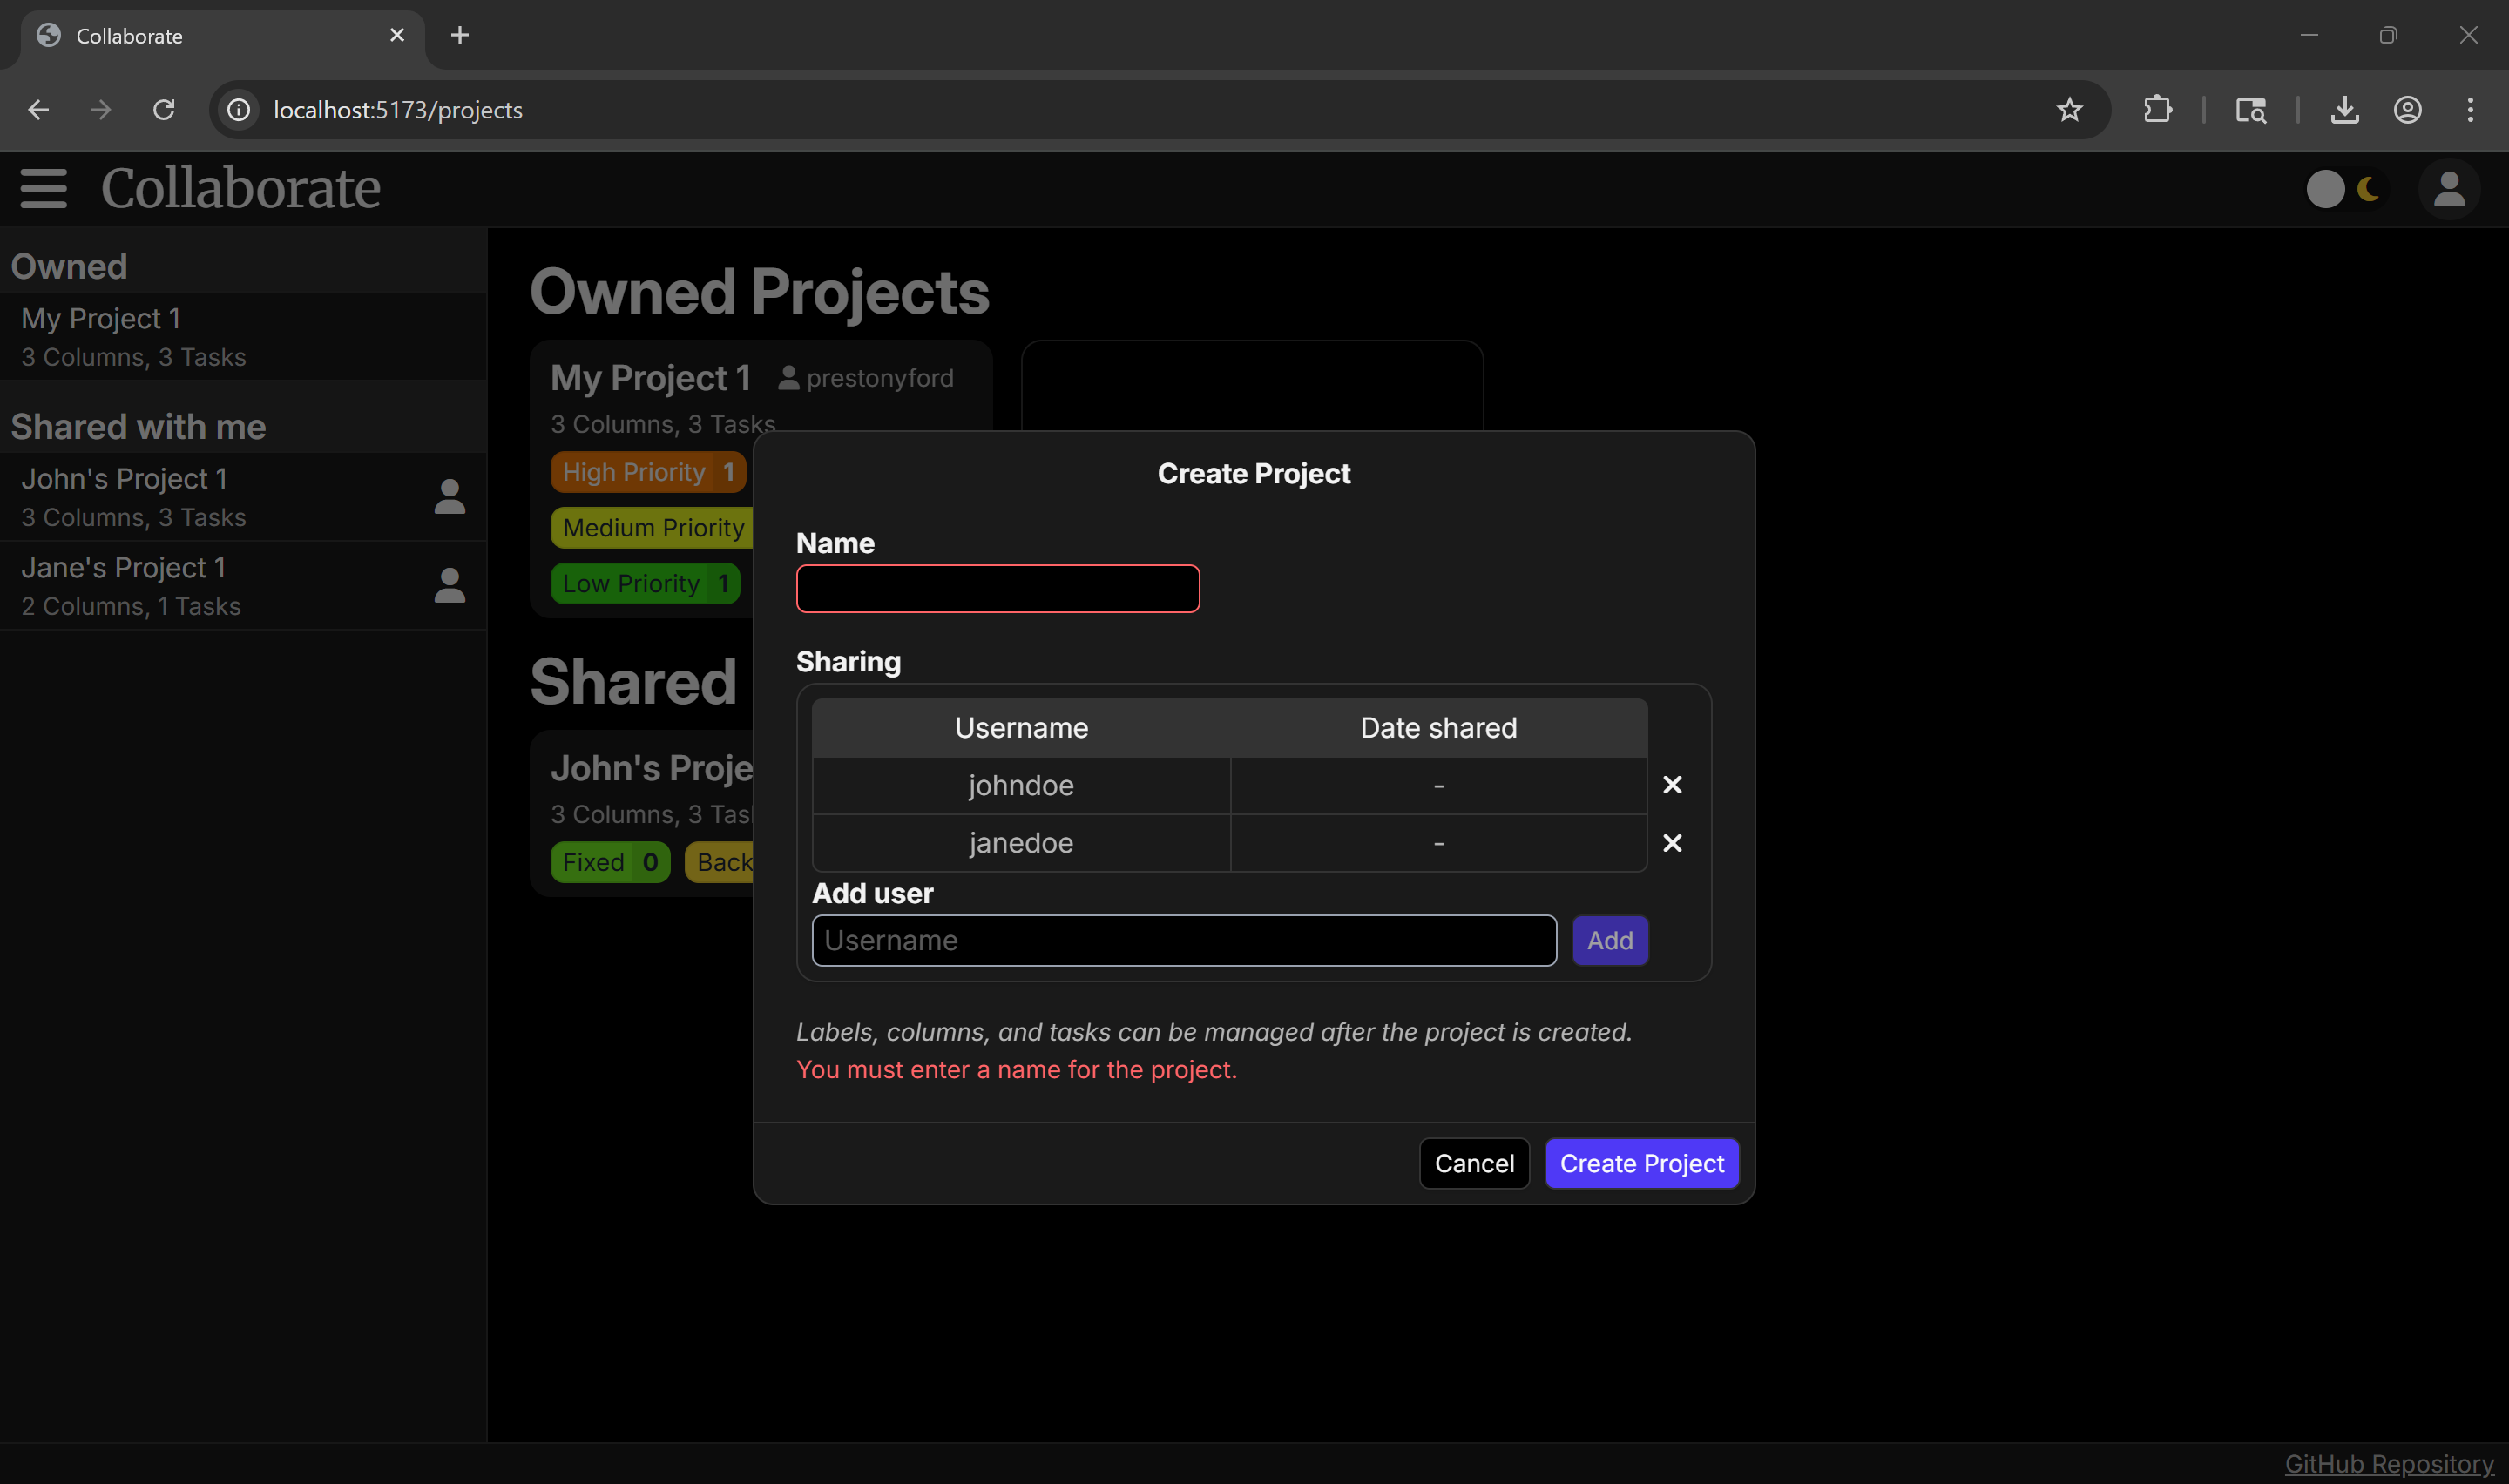 Collaborate
localhost:5173/projects
Collaborate
Owned
My Project 1
3 Columns, 3 Tasks
Shared with me
John's Project 1
3 Columns, 3 Tasks
Jane's Project 1
2 Columns, 1 Tasks
Owned Projects
My Project 1 prestonyford
3 Columns, 3 Tasks
High Priority 1
Medium Priority
Low Priority 1
Shared
John's Proje
3 Columns, 3 Tas
Fixed 0 Back
Create Project
Name
Sharing
Username Date shared
johndoe -
janedoe -
Add user
Username Add
Labels, columns, and tasks can be managed after the project is created.
You must enter a name for the project.
Cancel Create Project
GitHub Repository